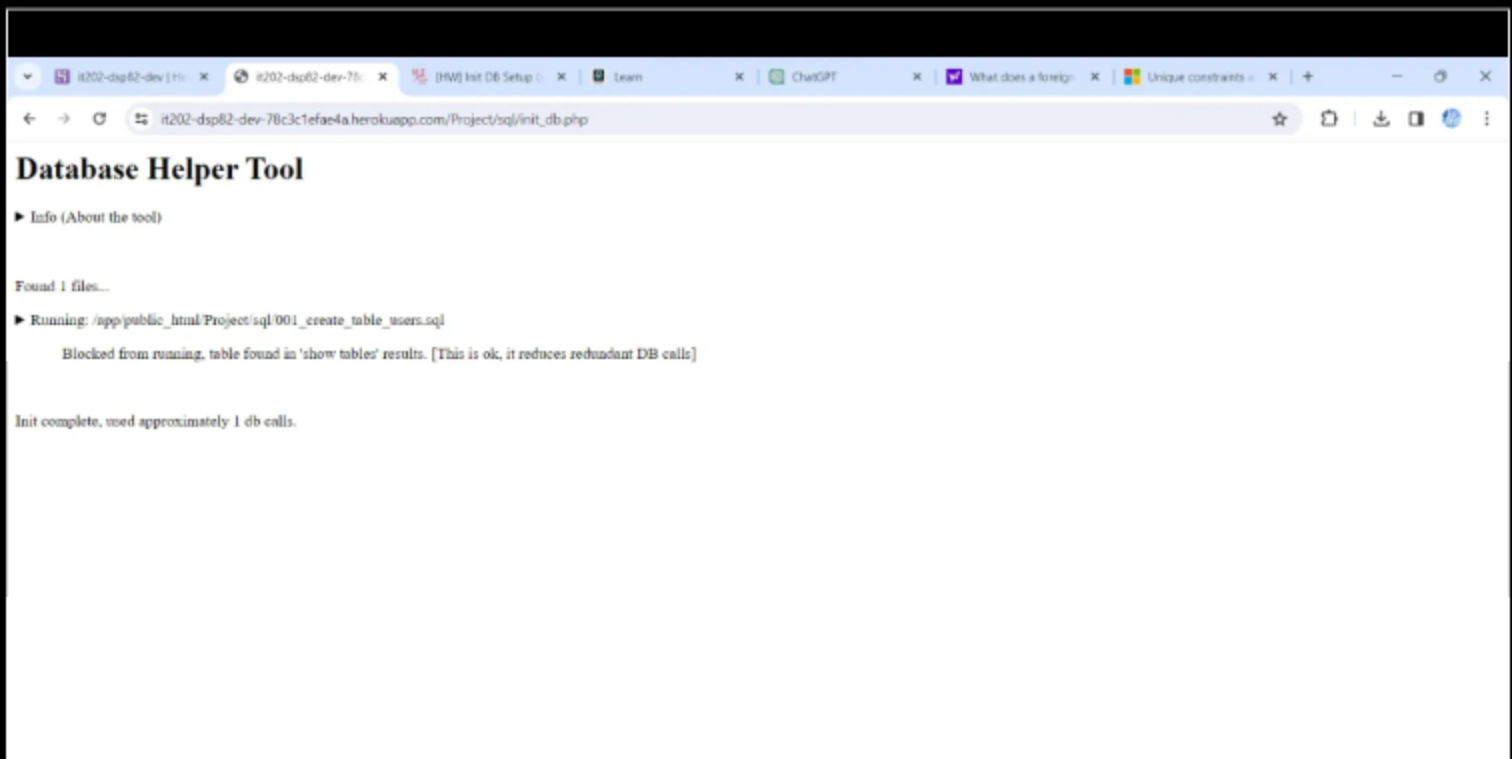 it202-dsp82-dev | He
it202-dsp82-dev-78c
[HW] Init DB Setup
Learn
ChatGPT
What does a foreign
Unique constraints
it202-dsp82-dev-78c3c1efae4a.herokuapp.com/Project/sql/init_db.php
Database Helper Tool
Info (About the tool)
Found 1 files...
Running: /app/public_html/Project/sql/001_create_table_users.sql
Blocked from running, table found in 'show tables' results. [This is ok, it reduces redundant DB calls]
Init complete, used approximately 1 db calls.